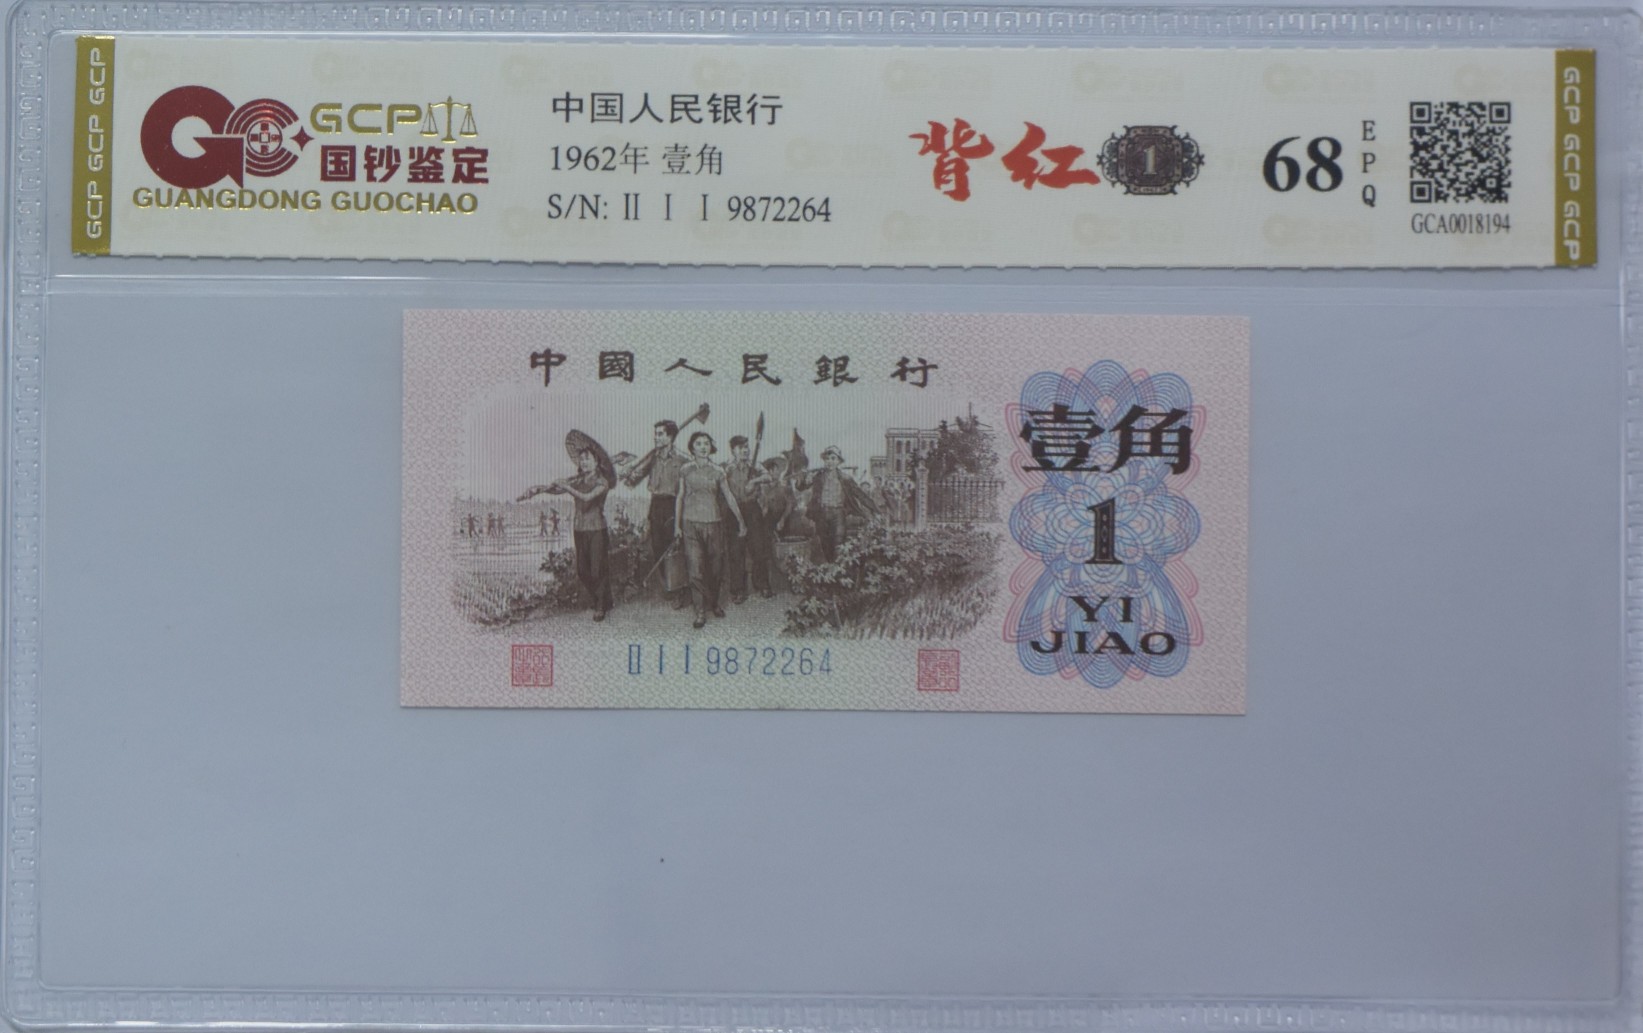 GCP GCP GCP
GCP
国钞鉴定
GUANGDONG GUOCHAO
中国人民银行
1962年 壹角
S/N: Ⅱ Ⅰ Ⅰ 9872264
背红
1
68
EPQ
GCA0018194
GCP GCP GCP
中國人民銀行
壹角
1
YI
JIAO
Ⅱ Ⅰ Ⅰ 9872264